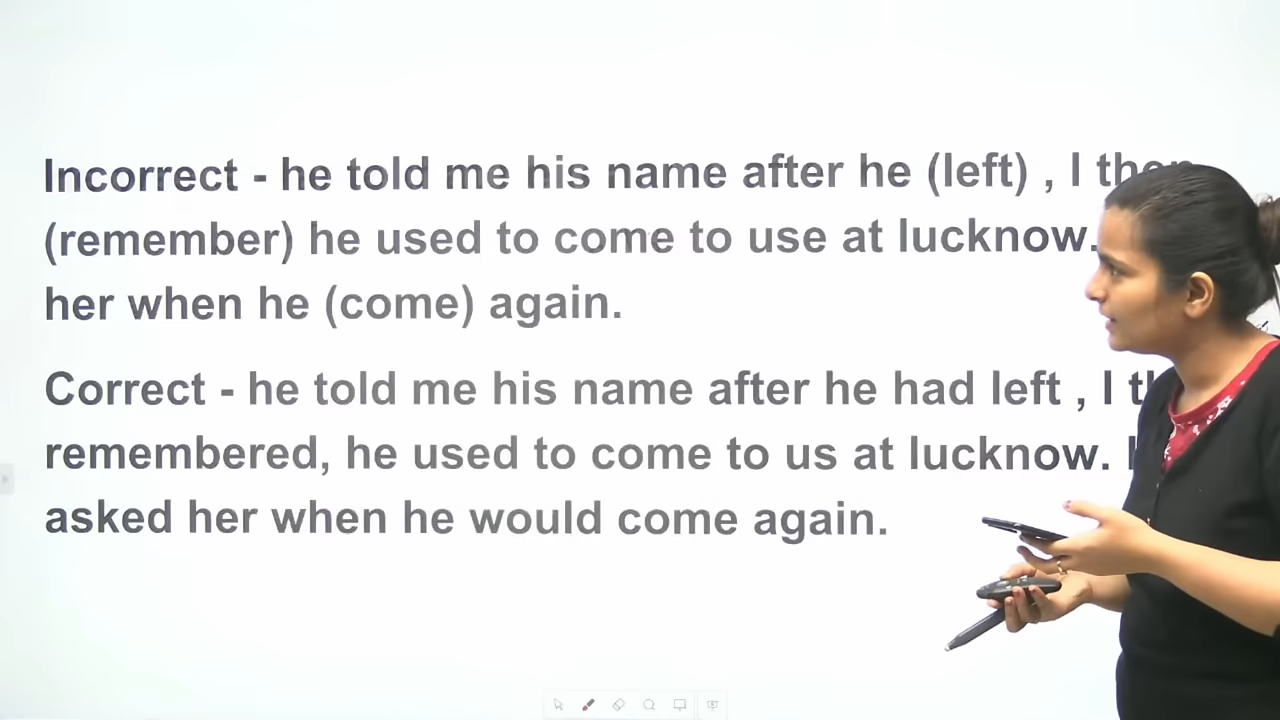 Incorrect - he told me his name after he (left) , I then
(remember) he used to come to use at lucknow.
her when he (come) again.
Correct - he told me his name after he had left , I
remembered, he used to come to us at lucknow. I
asked her when he would come again.